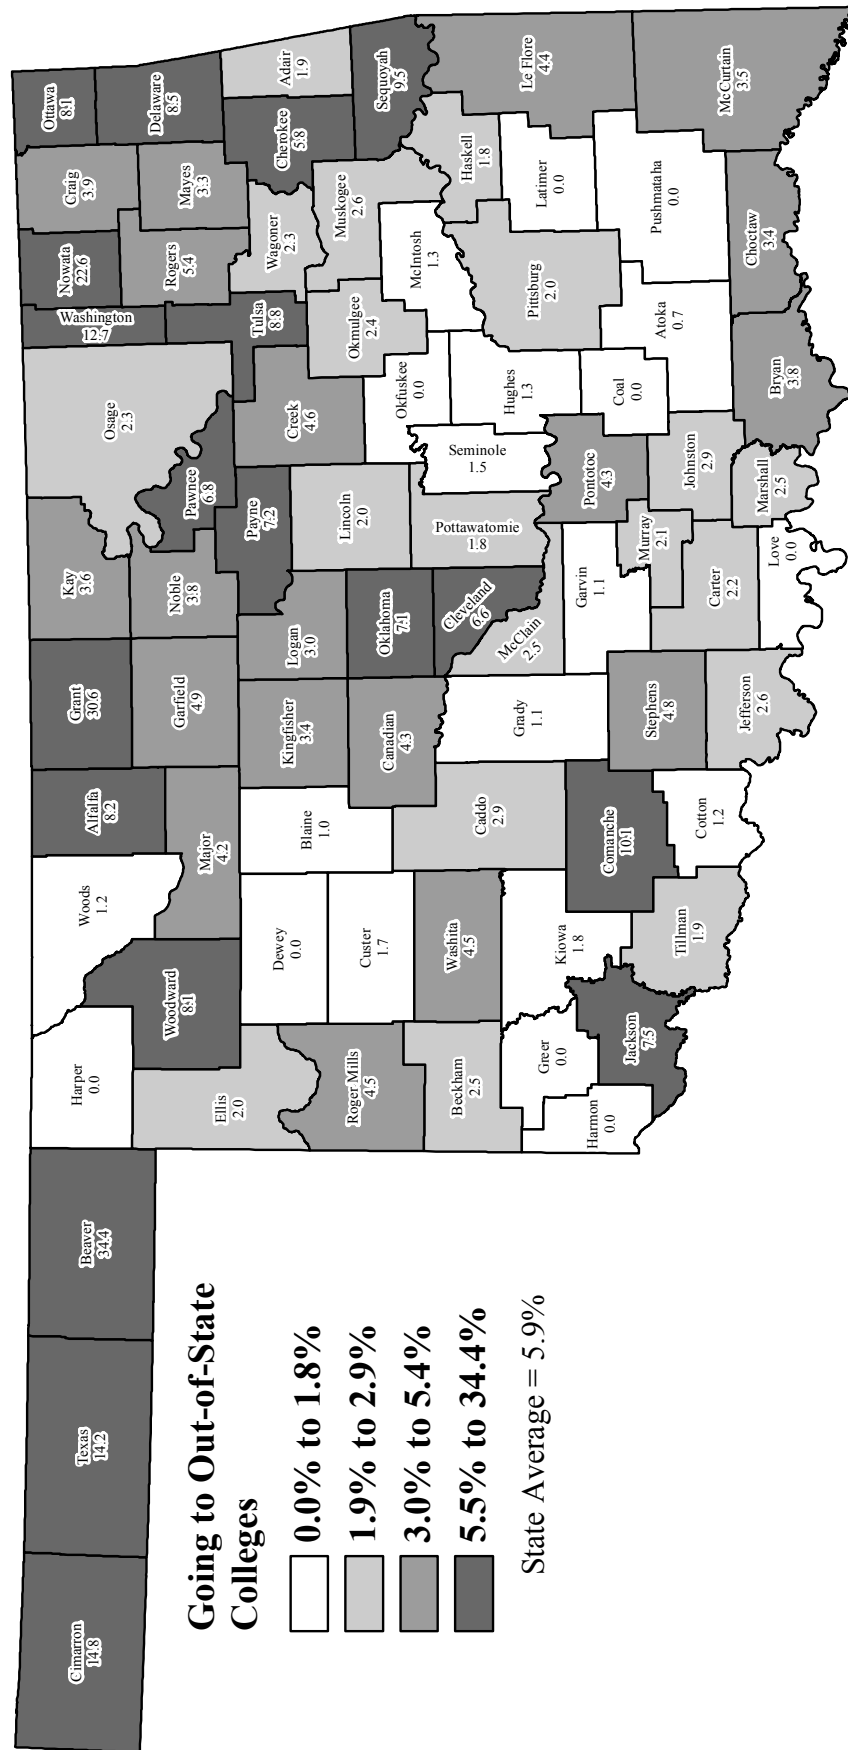 Cimarron
14.8
Texas
14.2
Beaver
34.4
Harper
0.0
Woods
1.2
Alfalfa
8.2
Grant
30.6
Kay
3.6
Osage
2.3
Washington
12.7
Nowata
22.6
Craig
3.9
Ottawa
8.1
Delaware
8.5
Ellis
2.0
Woodward
8.1
Major
4.2
Garfield
4.9
Noble
3.8
Pawnee
6.8
Rogers
5.4
Mayes
3.3
Roger Mills
4.5
Dewey
0.0
Blaine
1.0
Kingfisher
3.4
Logan
3.0
Payne
7.2
Creek
4.6
Tulsa
8.8
Wagoner
2.3
Cherokee
5.8
Adair
1.9
Custer
1.7
Canadian
4.3
Oklahoma
7.1
Lincoln
2.0
Okmulgee
2.4
Muskogee
2.6
Sequoyah
9.5
Beckham
2.5
Washita
4.5
Caddo
2.9
Grady
1.1
Cleveland
6.6
McClain
2.5
Pottawatomie
1.8
Seminole
1.5
Okfuskee
0.0
McIntosh
1.3
Haskell
1.8
Le Flore
4.4
Hughes
1.3
Pittsburg
2.0
Latimer
0.0
Harmon
0.0
Greer
0.0
Kiowa
1.8
Jackson
7.5
Comanche
10.1
Tillman
1.9
Cotton
1.2
Stephens
4.8
Jefferson
2.6
Garvin
1.1
Murray
2.1
Carter
2.2
Love
0.0
Pontotoc
4.3
Johnston
2.9
Marshall
2.5
Coal
0.0
Atoka
0.7
Bryan
3.8
Pushmataha
0.0
Choctaw
3.4
McCurtain
3.5
Going to Out-of-State
Colleges
0.0% to 1.8%
1.9% to 2.9%
3.0% to 5.4%
5.5% to 34.4%
State Average = 5.9%